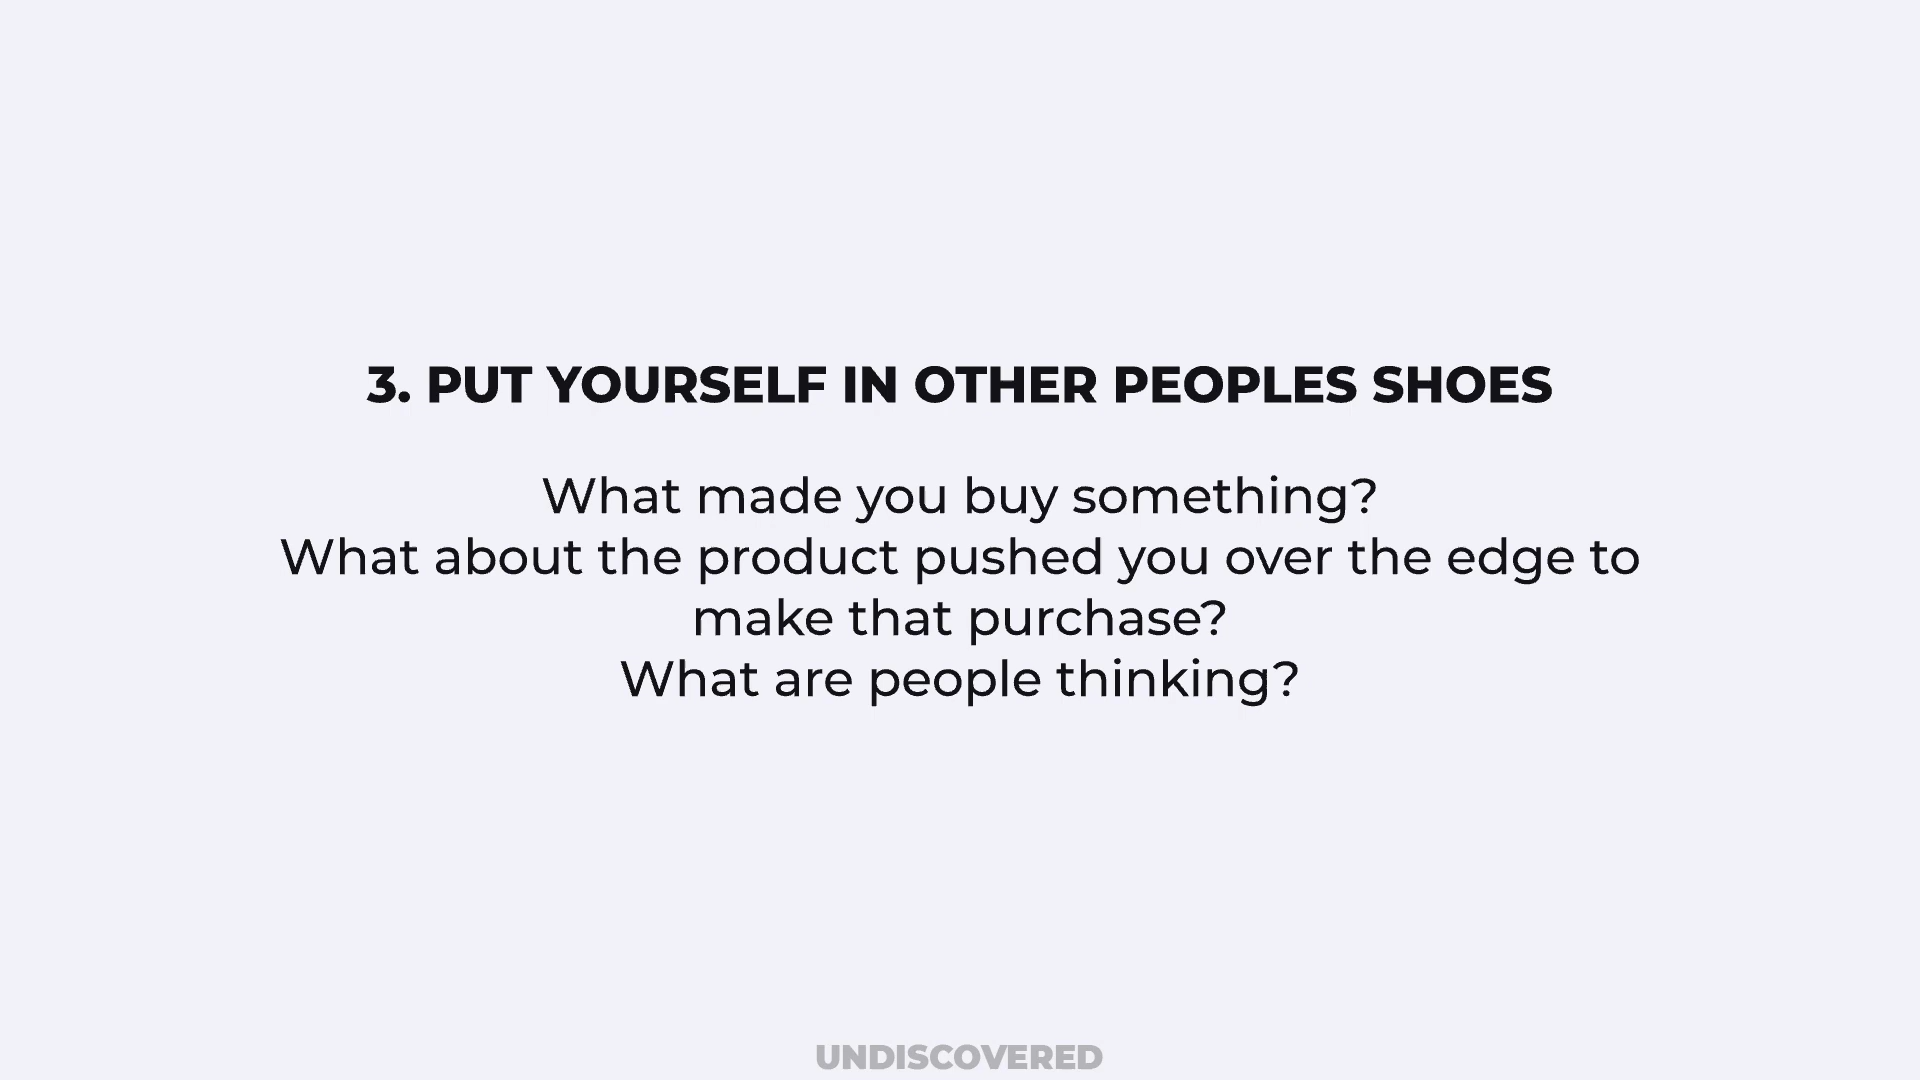 3. PUT YOURSELF IN OTHER PEOPLES SHOES
What made you buy something?
What about the product pushed you over the edge to
make that purchase?
What are people thinking?
UNDISCOVERED